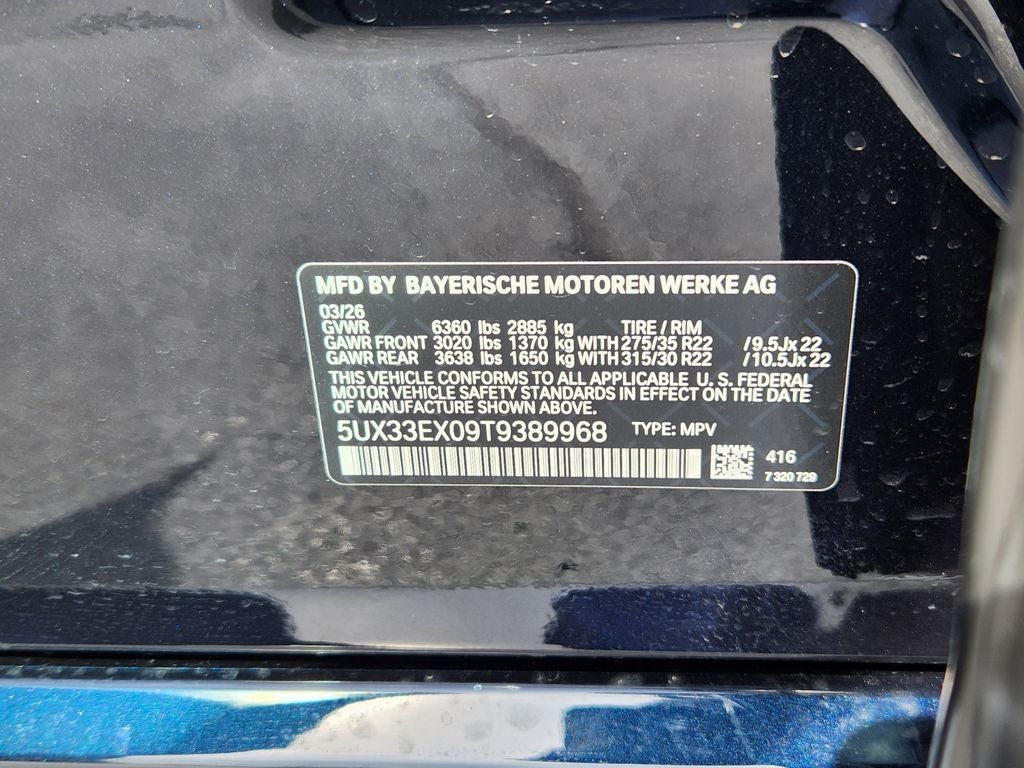 MFD BY BAYERISCHE MOTOREN WERKE AG
03/26
GVWR 6360 lbs 2885 kg TIRE / RIM
GAWR FRONT 3020 lbs 1370 kg WITH 275/35 R22 /9.5Jx22
GAWR REAR 3638 lbs 1650 kg WITH 315/30 R22 /10.5Jx22
THIS VEHICLE CONFORMS TO ALL APPLICABLE U. S. FEDERAL
MOTOR VEHICLE SAFETY STANDARDS IN EFFECT ON THE DATE
OF MANUFACTURE SHOWN ABOVE.
5UX33EX09T9389968 TYPE: MPV
416
7 320 729